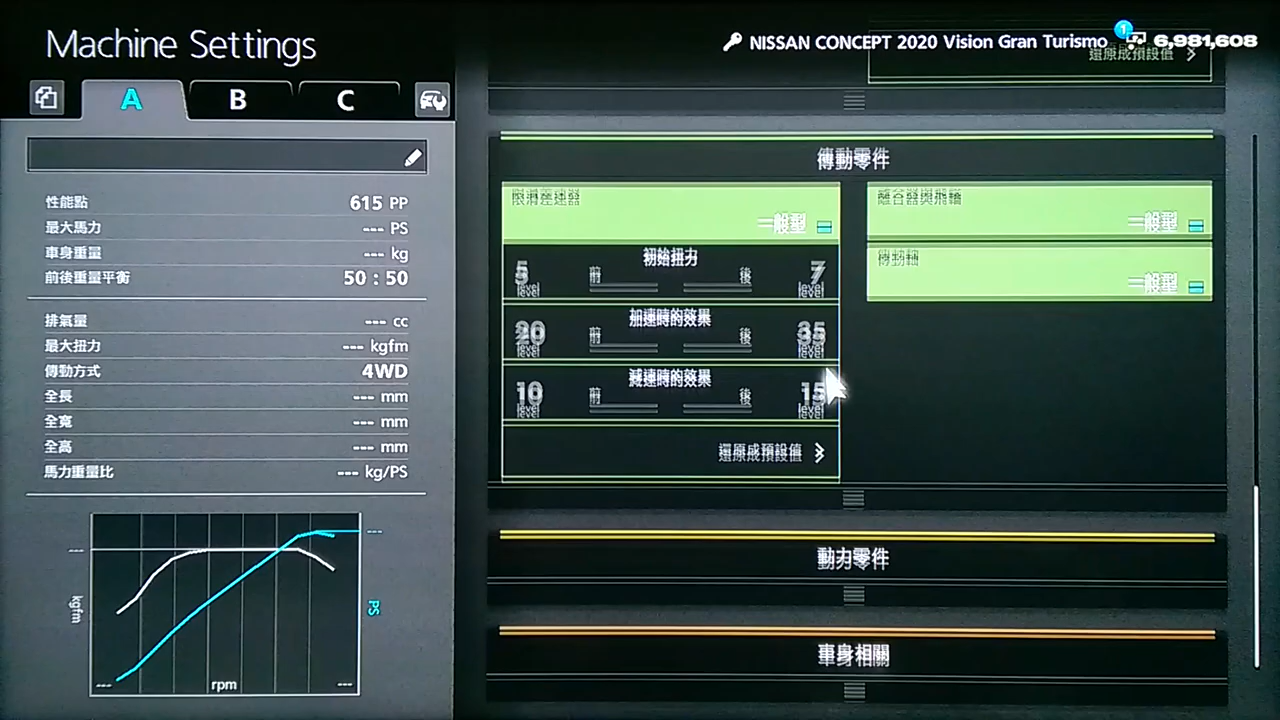 Machine Settings
NISSAN CONCEPT 2020 Vision Gran Turismo
1
6,981,608
還原成預設值
A
B
C
性能點 615 PP
最大馬力 --- PS
車身重量 --- kg
前後重量平衡 50 : 50
排氣量 --- cc
最大扭力 --- kgfm
傳動方式 4WD
全長 --- mm
全寬 --- mm
全高 --- mm
馬力重量比 --- kg/PS
---
---
kgfm
PS
---
rpm
---
傳動零件
限滑差速器
一般型
初始扭力
5 level 前 後 7 level
加速時的效果
20 level 前 後 35 level
減速時的效果
10 level 前 後 15 level
還原成預設值
離合器與飛輪
一般型
傳動軸
一般型
動力零件
車身相關